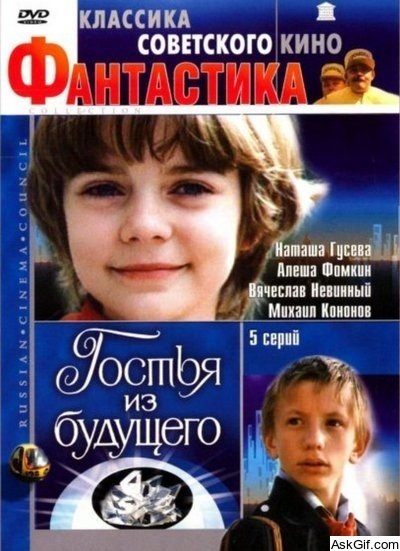 DVD
VIDEO
КЛАССИКА
СОВЕТСКОГО КИНО
ФАНТАСТИКА
COLLECTION
RUSSIAN•CINEMA•COUNCIL
Наташа Гусева
Алеша Фомкин
Вячеслав Невинный
Михаил Кононов
5 серий
Гостья
из
будущего
AskGif.com